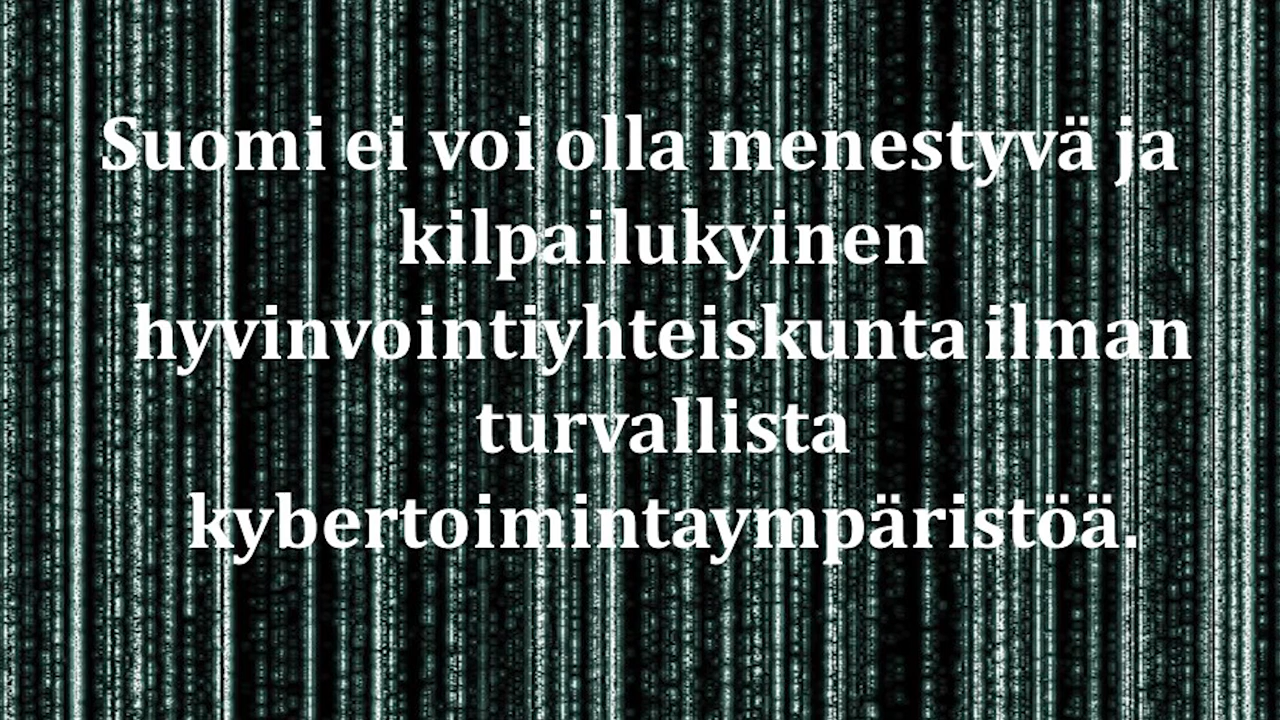 Suomi ei voi olla menestyvä ja
kilpailukyinen
hyvinvointiyhteiskunta ilman
turvallista
kybertoimintaympäristöä.